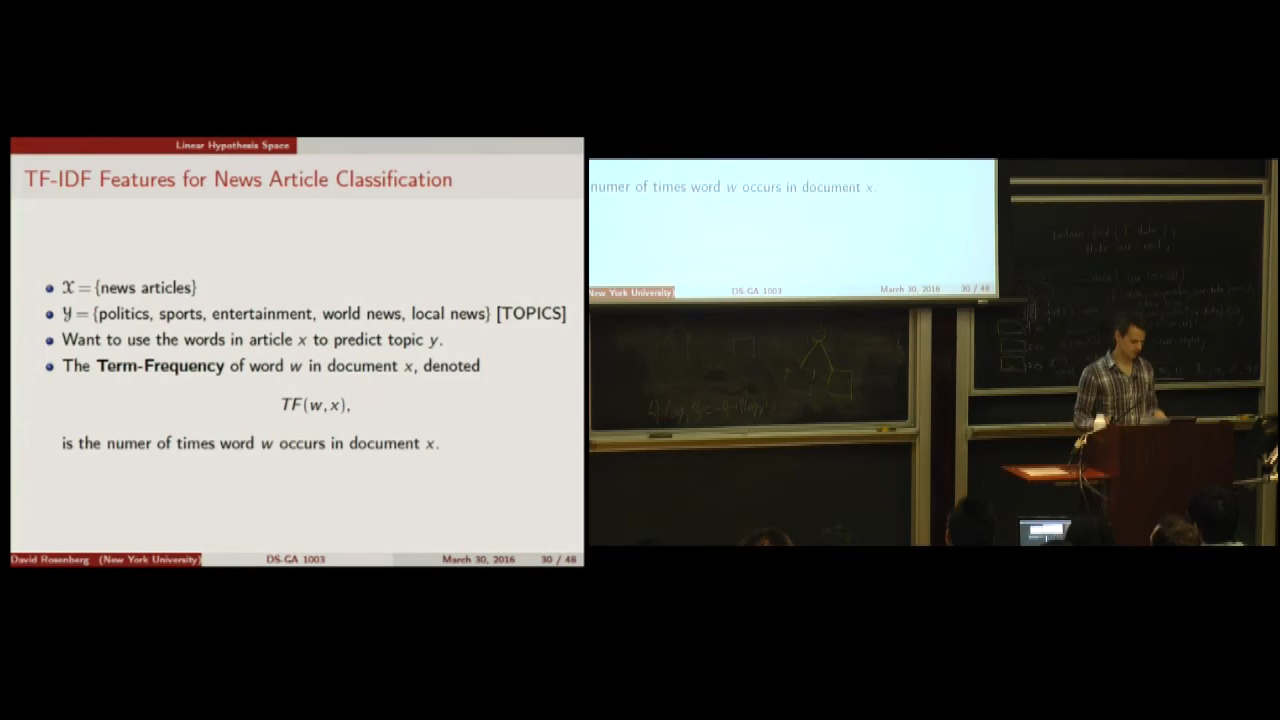 Linear Hypothesis Space
TF-IDF Features for News Article Classification
𝒳 = {news articles}
𝒴 = {politics, sports, entertainment, world news, local news} [TOPICS]
Want to use the words in article x to predict topic y.
The Term-Frequency of word w in document x, denoted
TF(w, x),
is the numer of times word w occurs in document x.
David Rosenberg (New York University) DS-GA 1003 March 30, 2016 30 / 48
numer of times word w occurs in document x.
New York University) DS-GA 1003 March 30, 2016 30 / 48